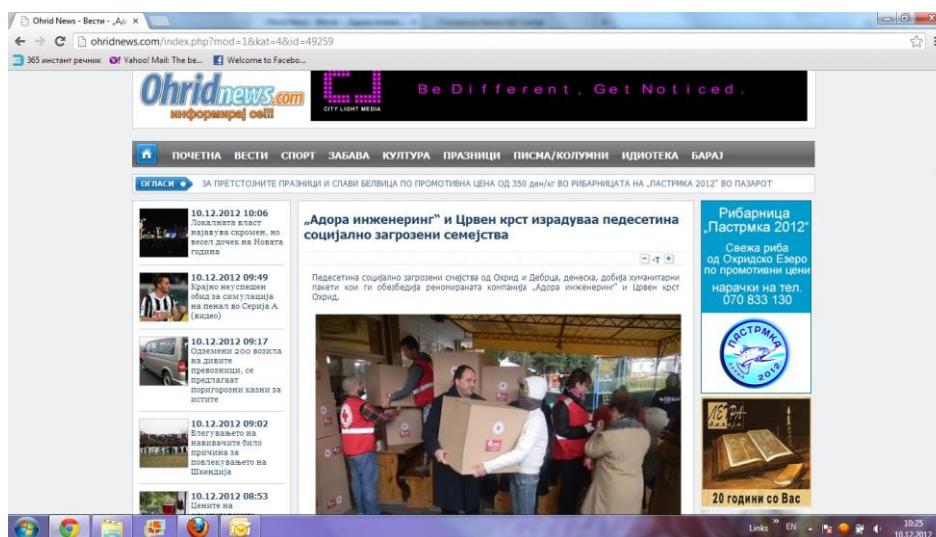 Ohrid News - Вести - „Адо
ohridnews.com/index.php?mod=1&kat=4&id=49259
365 инстант речник
Yahoo! Mail: The be...
Welcome to Facebo...
Ohridnews.com
информирај се!!!
CITY LIGHT MEDIA
Be Different, Get Noticed.
ПОЧЕТНА ВЕСТИ СПОРТ ЗАБАВА КУЛТУРА ПРАЗНИЦИ ПИСМА/КОЛУМНИ ИДИОТЕКА БАРАЈ
ОГЛАСИ
ЗА ПРЕТСТОЈНИТЕ ПРАЗНИЦИ И СЛАВИ БЕЛВИЦА ПО ПРОМОТИВНА ЦЕНА ОД 350 ден/кг ВО РИБАРНИЦАТА НА „ПАСТРМКА 2012" ВО ПАЗАРОТ
10.12.2012 10:06
Локалната власт
најавува скромен, но
весел дочек на Новата
година
10.12.2012 09:49
Крајно неуспешен
обид за симулација
на пенал во Серија А
(видео)
10.12.2012 09:17
Одземени 200 возила
на дивите
превозници, се
предлагаат
поригорозни казни за
истите
10.12.2012 09:02
Влегувањето на
навивачите било
причина за
повлекувањето на
Шкендија
10.12.2012 08:53
Цените на
„Адора инженеринг“ и Црвен крст израдуваа педесетина
социјално загрозени семејства
- T +
Педесетина социјално загрозени смејства од Охрид и Дебрца, денеска, добија хуманитарни
пакети кои ги обезбедија реномираната компанија „Адора инженеринг“ и Црвен крст
Охрид.
Рибарница
„Пастрмка 2012"
Свежа риба
од Охридско Езеро
по промотивни цени
нарачки на тел.
070 833 130
ПАСТРМКА
2012
ЛЕТРА
20 години со Вас
Links
EN
10:25
10.12.2012